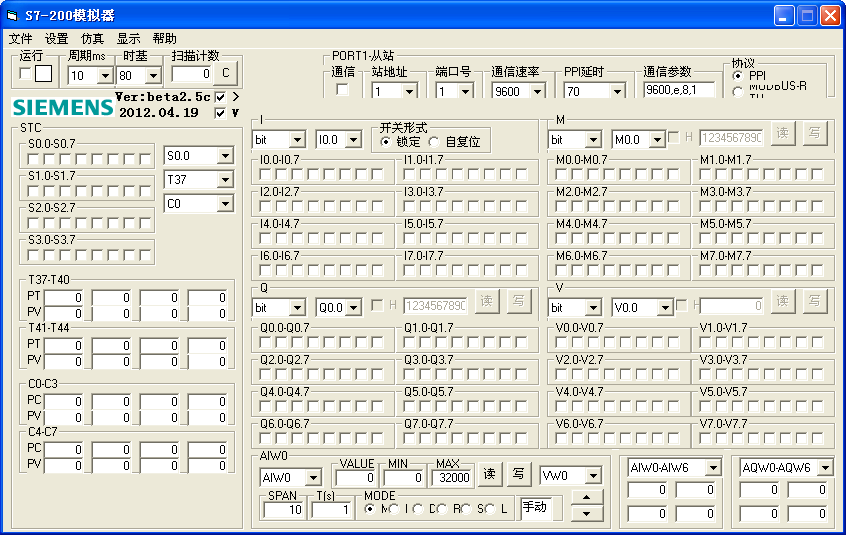 S7-200模拟器
文件 设置 仿真 显示 帮助
运行 周期ms 时基 扫描计数
10 80 0 C
PORT1-从站
通信 站地址 端口号 通信速率 PPI延时 通信参数 协议
1 1 9600 70 9600,e,8,1 PPI
MODBUS-R
SIEMENS Ver:beta2.5c >
2012.04.19 V
STC
S0.0-S0.7
S0.0
S1.0-S1.7
T37
S2.0-S2.7
C0
S3.0-S3.7
T37-T40
PT 0 0 0 0
PV 0 0 0 0
T41-T44
PT 0 0 0 0
PV 0 0 0 0
C0-C3
PC 0 0 0 0
PV 0 0 0 0
C4-C7
PC 0 0 0 0
PV 0 0 0 0
I
bit I0.0 开关形式
锁定 自复位
I0.0-I0.7 I1.0-I1.7
I2.0-I2.7 I3.0-I3.7
I4.0-I4.7 I5.0-I5.7
I6.0-I6.7 I7.0-I7.7
M
bit M0.0 H 1234567890 读 写
M0.0-M0.7 M1.0-M1.7
M2.0-M2.7 M3.0-M3.7
M4.0-M4.7 M5.0-M5.7
M6.0-M6.7 M7.0-M7.7
Q
bit Q0.0 H 1234567890 读 写
Q0.0-Q0.7 Q1.0-Q1.7
Q2.0-Q2.7 Q3.0-Q3.7
Q4.0-Q4.7 Q5.0-Q5.7
Q6.0-Q6.7 Q7.0-Q7.7
V
bit V0.0 H 0 读 写
V0.0-V0.7 V1.0-V1.7
V2.0-V2.7 V3.0-V3.7
V4.0-V4.7 V5.0-V5.7
V6.0-V6.7 V7.0-V7.7
AIW0
AIW0 VALUE MIN MAX
0 0 32000 读 写 VW0
SPAN T(s) MODE
10 1 M I D R S L 手动
AIW0-AIW6
0 0
0 0
AQW0-AQW6
0 0
0 0